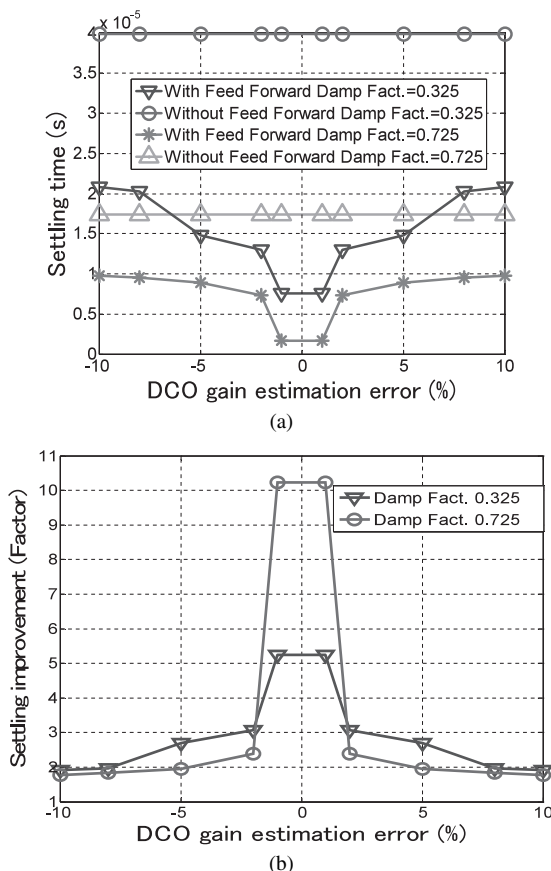 4 x 10^-5
3
2.5
2
1.5
1
0.5
0
Settling time (s)
With Feed Forward Damp Fact.=0.325
Without Feed Forward Damp Fact.=0.325
With Feed Forward Damp Fact.=0.725
Without Feed Forward Damp Fact.=0.725
-10 -5 0 5 10
DCO gain estimation error (%)
(a)
11
10
9
8
7
6
5
4
3
2
1
Settling improvement (Factor)
Damp Fact. 0.325
Damp Fact. 0.725
-10 -5 0 5 10
DCO gain estimation error (%)
(b)